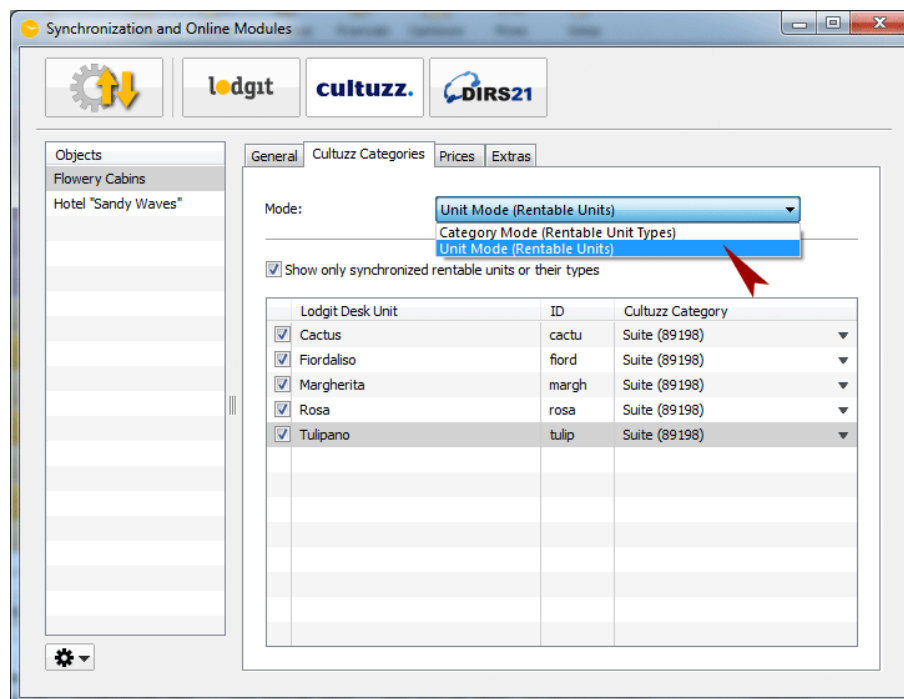 Synchronization and Online Modules
lodgit
cultuzz.
DIRS21
Objects
Flowery Cabins
Hotel "Sandy Waves"
General Cultuzz Categories Prices Extras
Mode: Unit Mode (Rentable Units)
Category Mode (Rentable Unit Types)
Unit Mode (Rentable Units)
Show only synchronized rentable units or their types
Lodgit Desk Unit ID Cultuzz Category
Cactus cactu Suite (89198)
Fiordaliso fiord Suite (89198)
Margherita margh Suite (89198)
Rosa rosa Suite (89198)
Tulipano tulip Suite (89198)